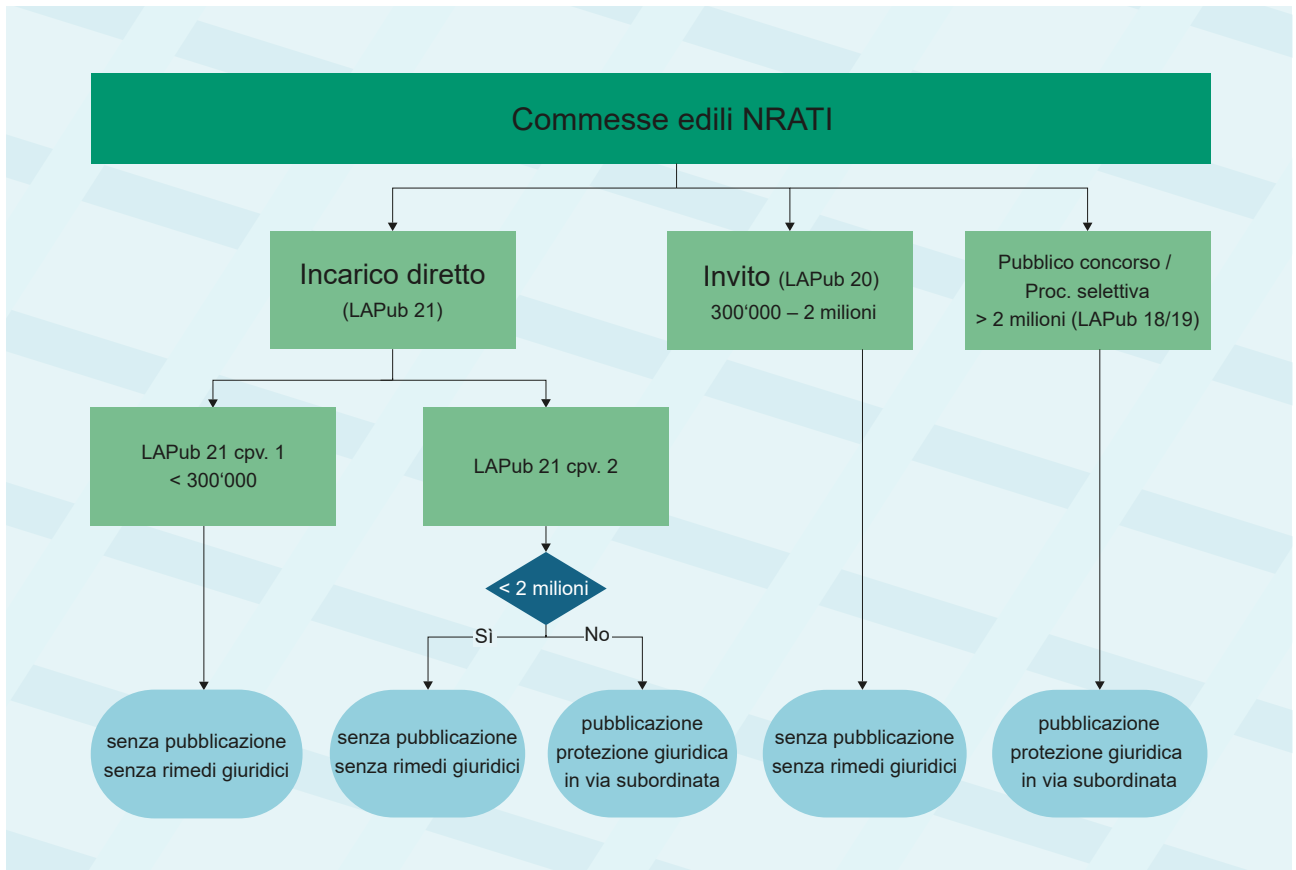 Commesse edili NRATI
Incarico diretto
(LAPub 21)
Invito (LAPub 20)
300‘000 – 2 milioni
Pubblico concorso /
Proc. selettiva
> 2 milioni (LAPub 18/19)
LAPub 21 cpv. 1
< 300‘000
LAPub 21 cpv. 2
< 2 milioni
Sì
No
senza pubblicazione
senza rimedi giuridici
senza pubblicazione
senza rimedi giuridici
pubblicazione
protezione giuridica
in via subordinata
senza pubblicazione
senza rimedi giuridici
pubblicazione
protezione giuridica
in via subordinata